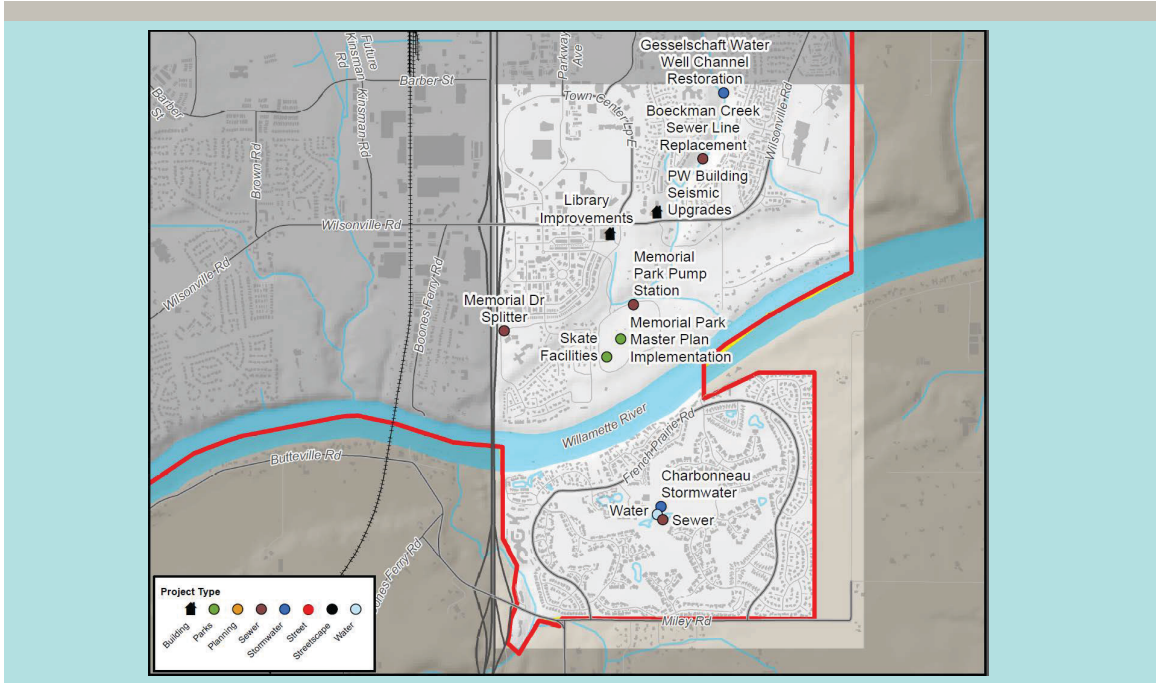 Gesselschaft Water
Well Channel
Restoration
Future
Kinsman
Rd
Kinsman Rd
Parkway
Ave
Barber St
Barber
St
Town Center Lp E
Boeckman Creek
Sewer Line
Replacement
Wilsonville Rd
Brown Rd
PW Building
Seismic
Upgrades
Library
Improvements
Wilsonville Rd
Wilsonville Rd
Boones Ferry Rd
Memorial
Park Pump
Station
Memorial Dr
Splitter
Skate
Facilities
Memorial Park
Master Plan
Implementation
Willamette River
French Prairie Rd
Butteville Rd
Charbonneau
Stormwater
Water
Sewer
ones Ferry Rd
Miley Rd
Project Type
Building
Parks
Planning
Sewer
Stormwater
Street
Streetscape
Water